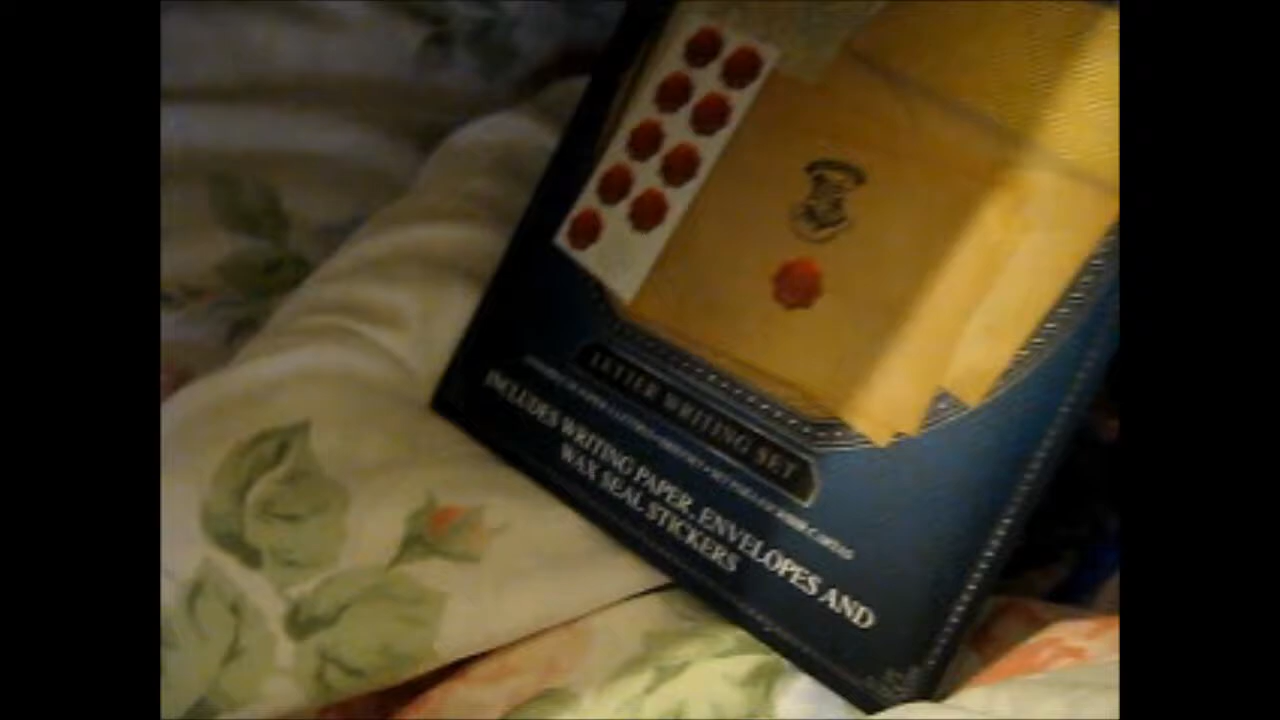 LETTER WRITING SET
INCLUDES WRITING PAPER, ENVELOPES AND
WAX SEAL STICKERS